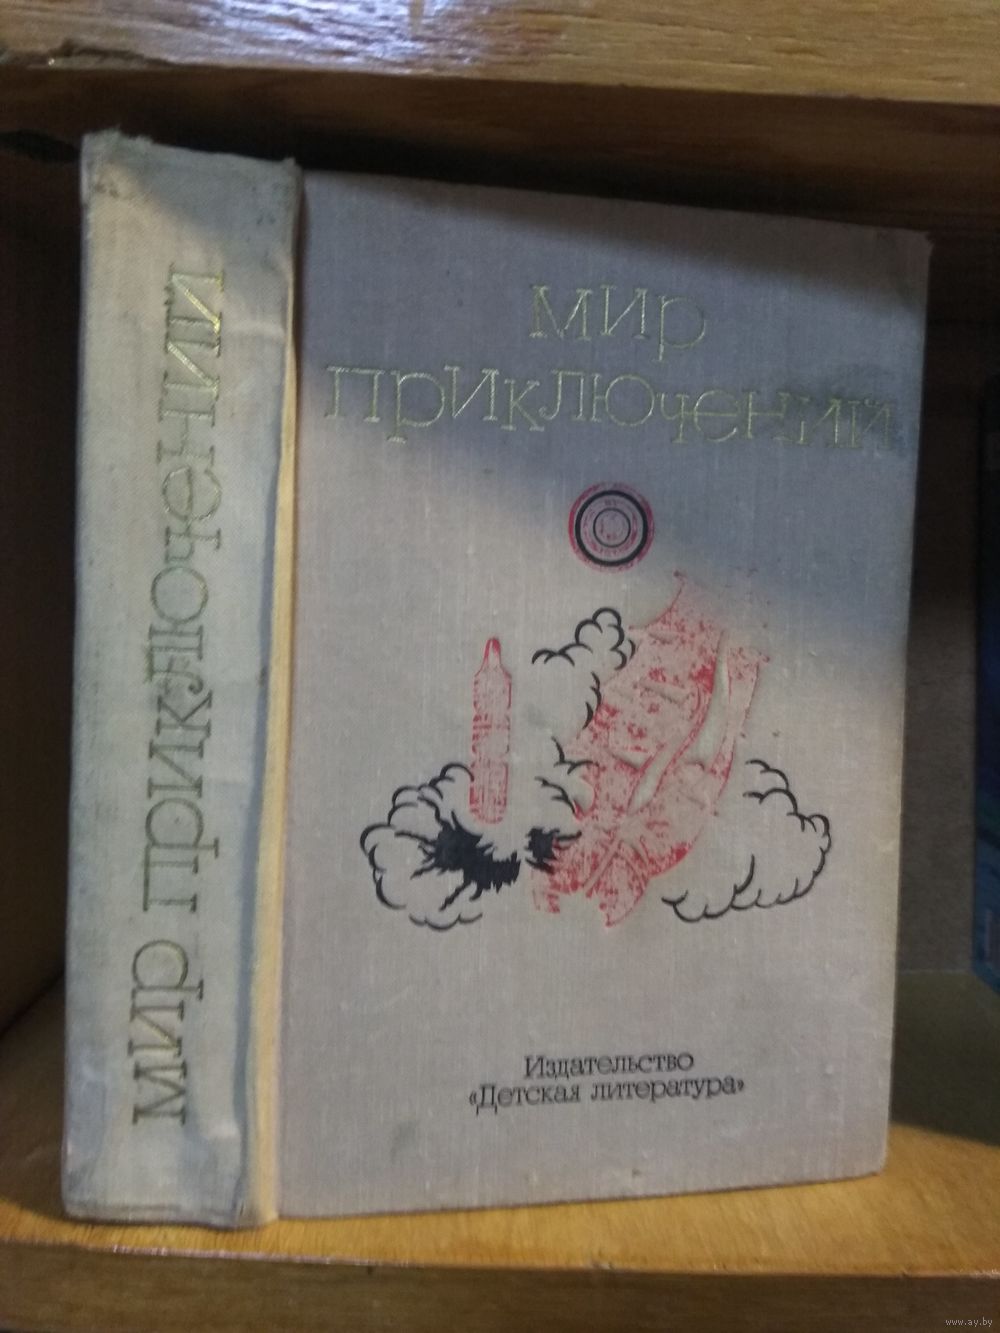 Мир приключений
мир
приключений
Издательство
«Детская литература»
www.ay.by